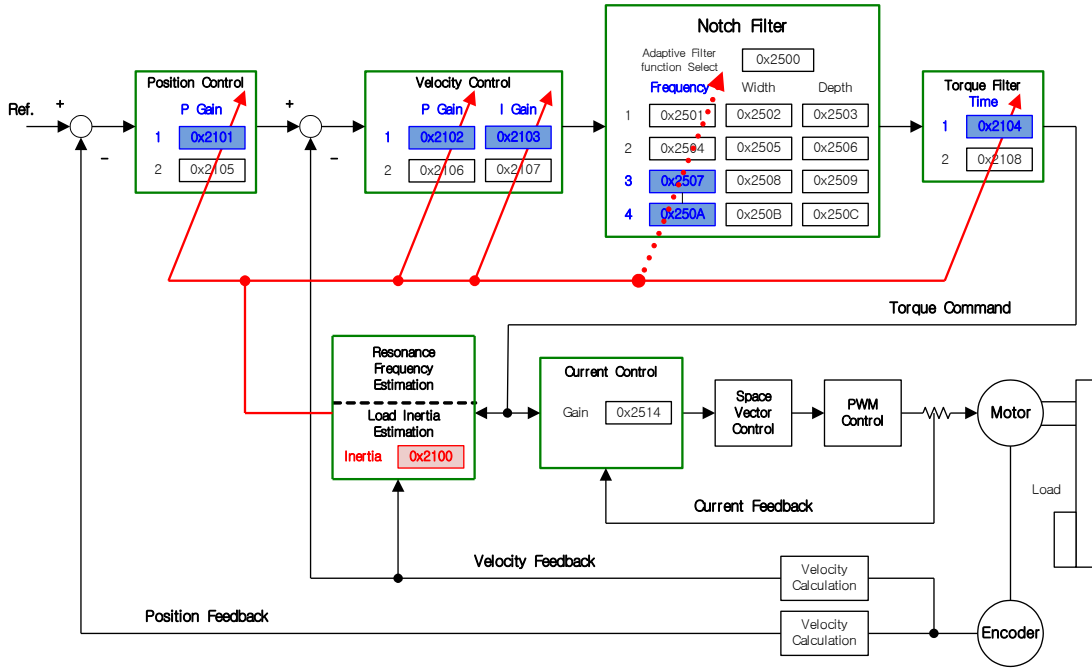 Notch Filter
Adaptive Filter
function Select
0x2500
Frequency
Width
Depth
1 0x2501 0x2502 0x2503
2 0x2504 0x2505 0x2506
3 0x2507 0x2508 0x2509
4 0x250A 0x250B 0x250C
Position Control
P Gain
1 0x2101
2 0x2105
Velocity Control
P Gain I Gain
1 0x2102 0x2103
2 0x2106 0x2107
Torque Filter
Time
1 0x2104
2 0x2108
Ref.
+
−
+
−
Torque Command
Resonance
Frequency
Estimation
Load Inertia
Estimation
Inertia 0x2100
Current Control
Gain 0x2514
Space
Vector
Control
PWM
Control
Motor
Load
Current Feedback
Velocity Feedback
Velocity
Calculation
Position Feedback
Velocity
Calculation
Encoder